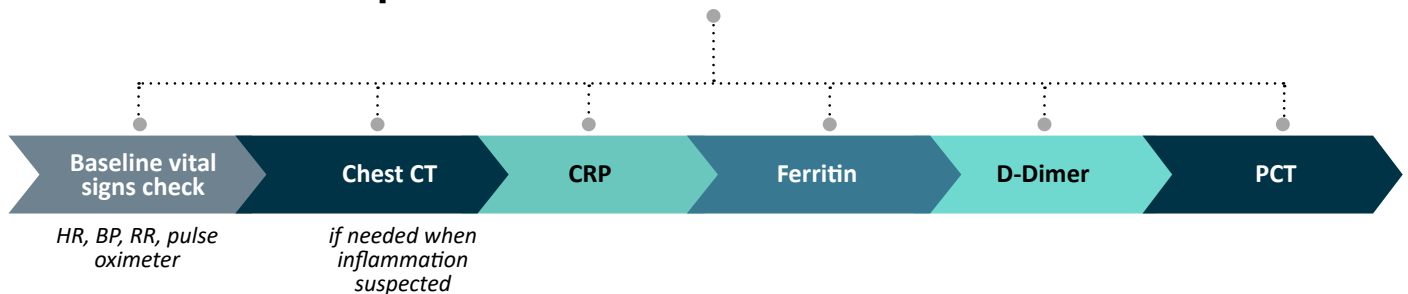 Baseline vital
signs check
Chest CT
CRP
Ferritin
D-Dimer
PCT
HR, BP, RR, pulse
oximeter
if needed when
inflammation
suspected